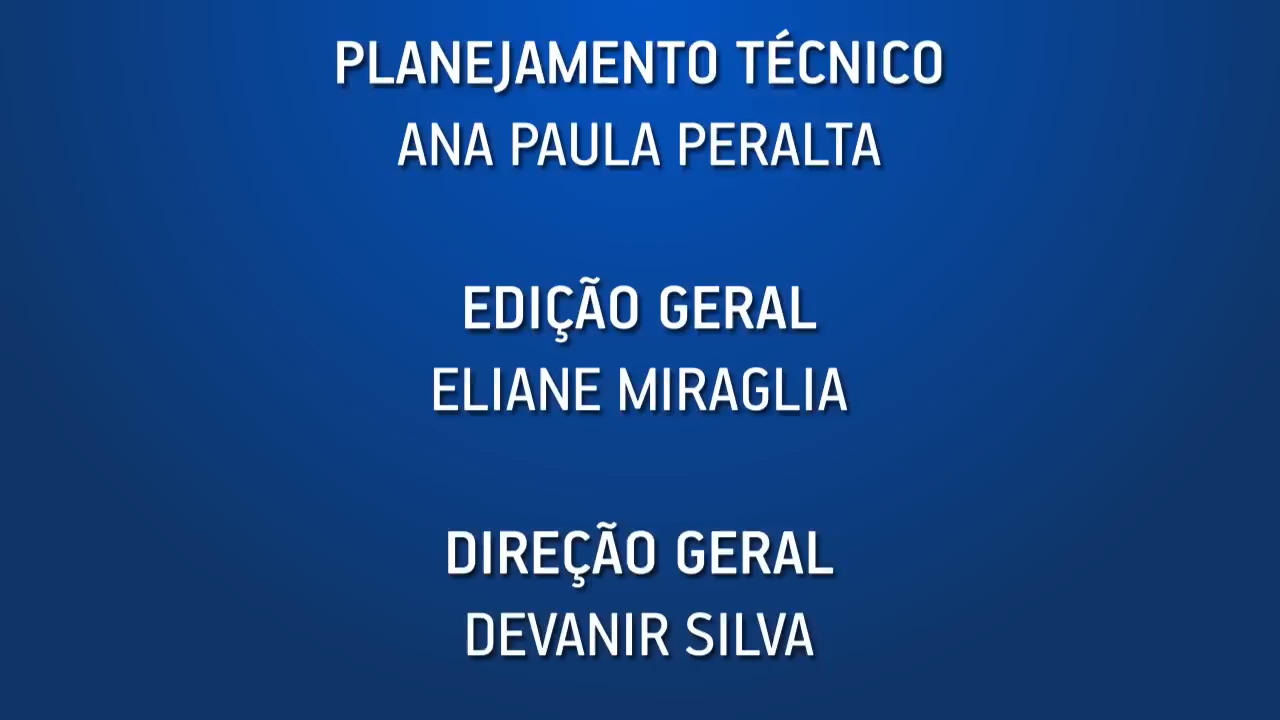 PLANEJAMENTO TÉCNICO
ANA PAULA PERALTA
EDIÇÃO GERAL
ELIANE MIRAGLIA
DIREÇÃO GERAL
DEVANIR SILVA